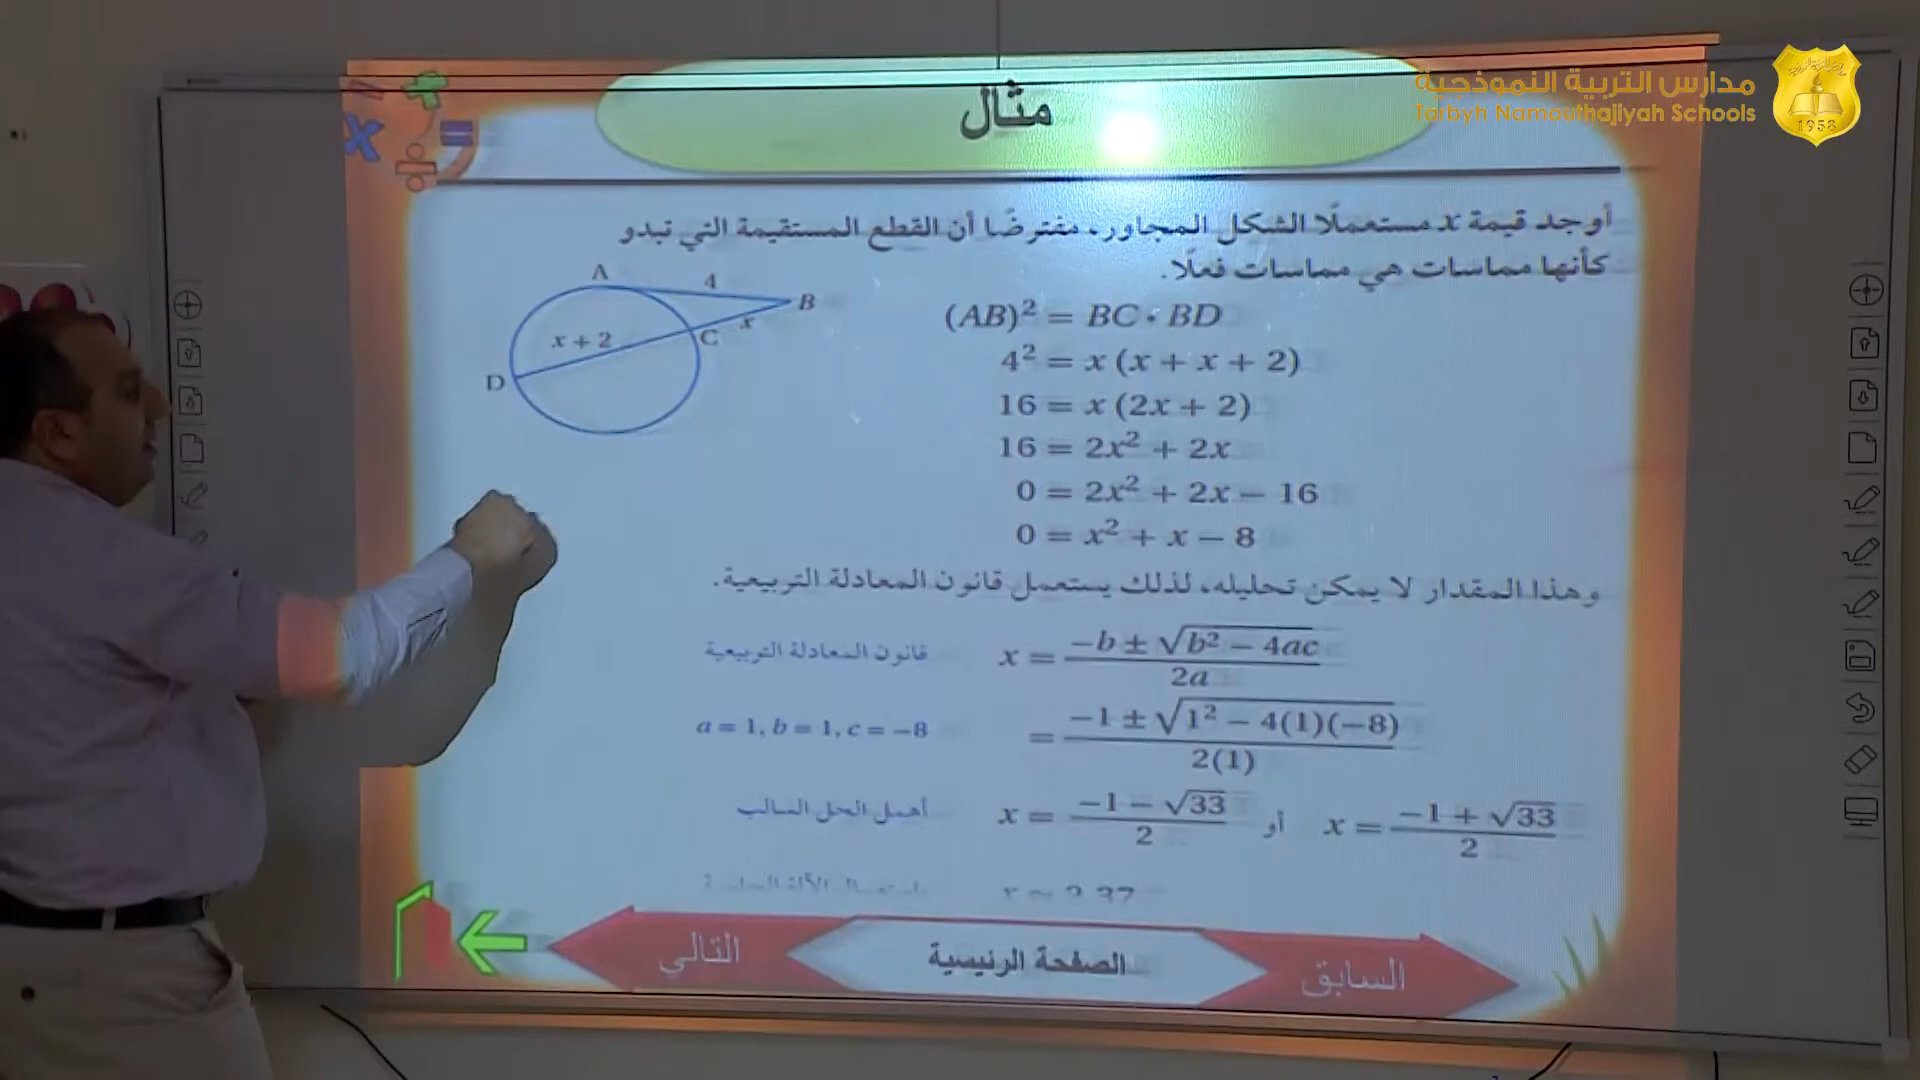 مدارس التربية النموذجية
Tarbyh Namouthajiyah Schools
1958
مثال
أوجد قيمة x مستعملًا الشكل المجاور، مفترضًا أن القطع المستقيمة التي تبدو
كأنها مماسات هي مماسات فعلًا.
A
4
B
x
C
x + 2
D
(AB)² = BC • BD
4² = x (x + x + 2)
16 = x (2x + 2)
16 = 2x² + 2x
0 = 2x² + 2x − 16
0 = x² + x − 8
وهذا المقدار لا يمكن تحليله، لذلك يستعمل قانون المعادلة التربيعية.
قانون المعادلة التربيعية x = (−b ± √(b² − 4ac)) / 2a
a = 1, b = 1, c = −8 = (−1 ± √(1² − 4(1)(−8))) / 2(1)
x = (−1 + √33) / 2 أو x = (−1 − √33) / 2 أهمل الحل السالب
x ≈ 2.37
السابق
الصفحة الرئيسية
التالي